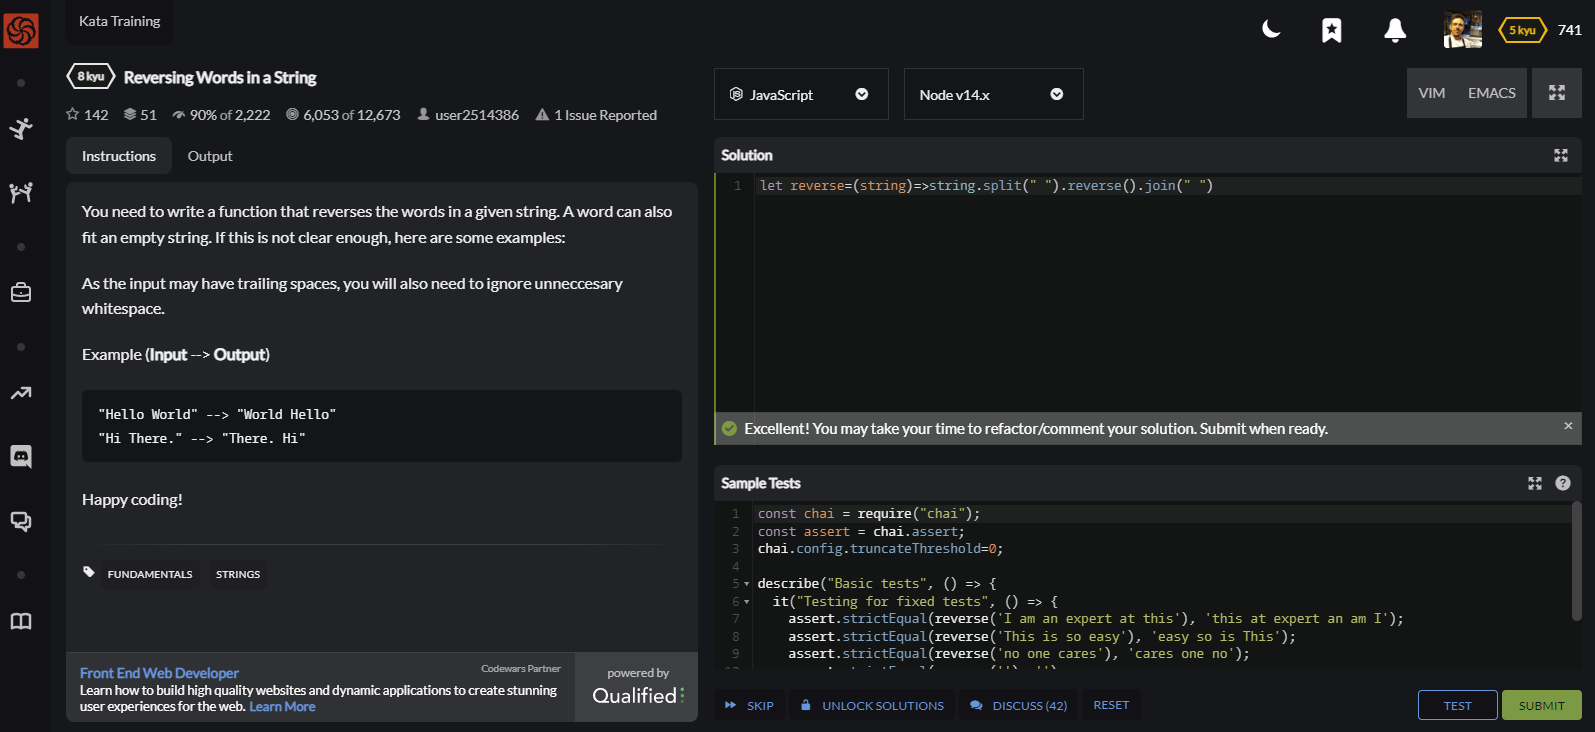 Kata Training
5 kyu 741
8 kyu Reversing Words in a String
142 51 90% of 2,222 6,053 of 12,673 user2514386 1 Issue Reported
Instructions Output
You need to write a function that reverses the words in a given string. A word can also
fit an empty string. If this is not clear enough, here are some examples:
As the input may have trailing spaces, you will also need to ignore unneccesary
whitespace.
Example (Input --> Output)
"Hello World" --> "World Hello"
"Hi There." --> "There. Hi"
Happy coding!
FUNDAMENTALS STRINGS
Front End Web Developer
Codewars Partner
Learn how to build high quality websites and dynamic applications to create stunning
user experiences for the web. Learn More
powered by
Qualified
JavaScript Node v14.x VIM EMACS
Solution
1 let reverse=(string)=>string.split(" ").reverse().join(" ")
Excellent! You may take your time to refactor/comment your solution. Submit when ready. ×
Sample Tests ?
1 const chai = require("chai");
2 const assert = chai.assert;
3 chai.config.truncateThreshold=0;
4
5 describe("Basic tests", () => {
6 it("Testing for fixed tests", () => {
7 assert.strictEqual(reverse('I am an expert at this'), 'this at expert an am I');
8 assert.strictEqual(reverse('This is so easy'), 'easy so is This');
9 assert.strictEqual(reverse('no one cares'), 'cares one no');
SKIP UNLOCK SOLUTIONS DISCUSS (42) RESET TEST SUBMIT